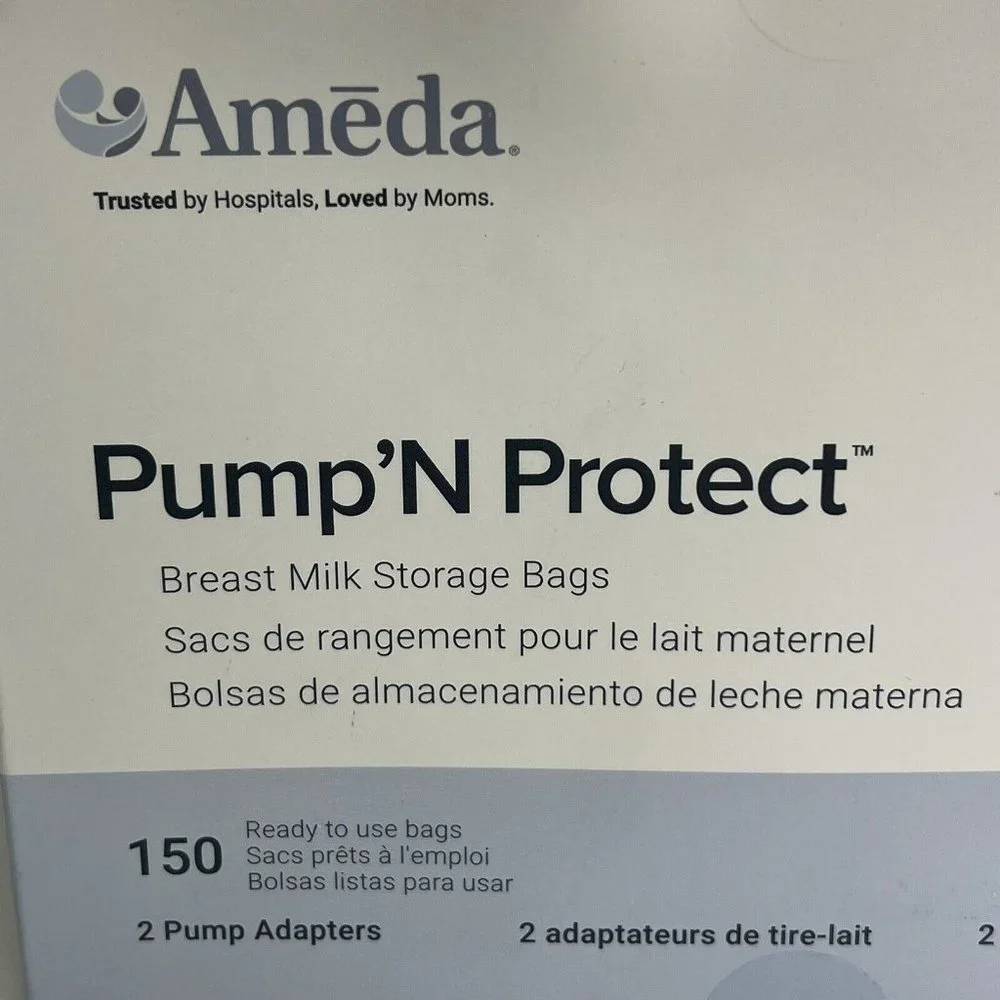 Amēda®
Trusted by Hospitals, Loved by Moms.
Pump’N Protect™
Breast Milk Storage Bags
Sacs de rangement pour le lait maternel
Bolsas de almacenamiento de leche materna
150
Ready to use bags
Sacs prêts à l'emploi
Bolsas listas para usar
2 Pump Adapters
2 adaptateurs de tire-lait
2